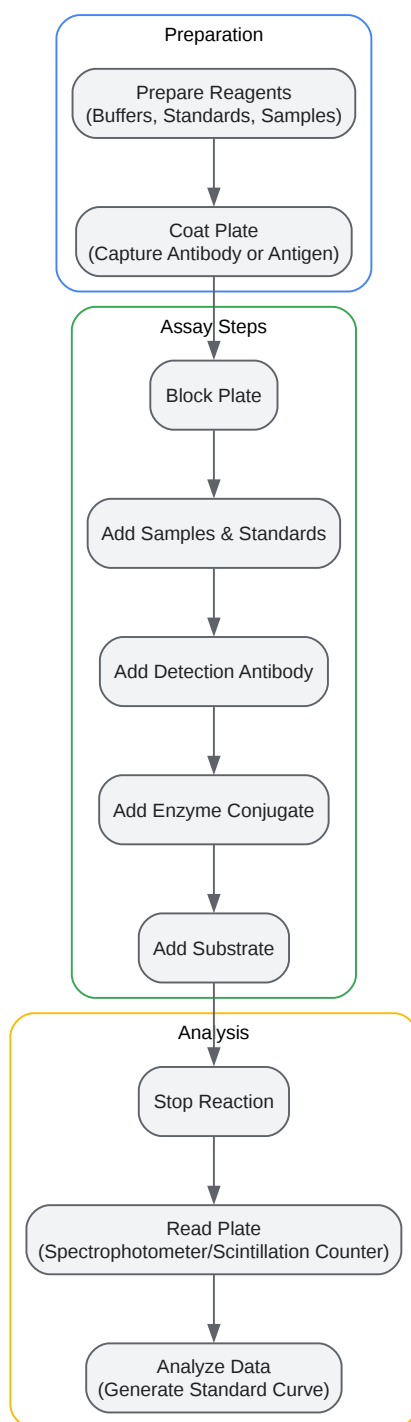 Preparation
Prepare Reagents
(Buffers, Standards, Samples)
Coat Plate
(Capture Antibody or Antigen)
Assay Steps
Block Plate
Add Samples & Standards
Add Detection Antibody
Add Enzyme Conjugate
Add Substrate
Analysis
Stop Reaction
Read Plate
(Spectrophotometer/Scintillation Counter)
Analyze Data
(Generate Standard Curve)